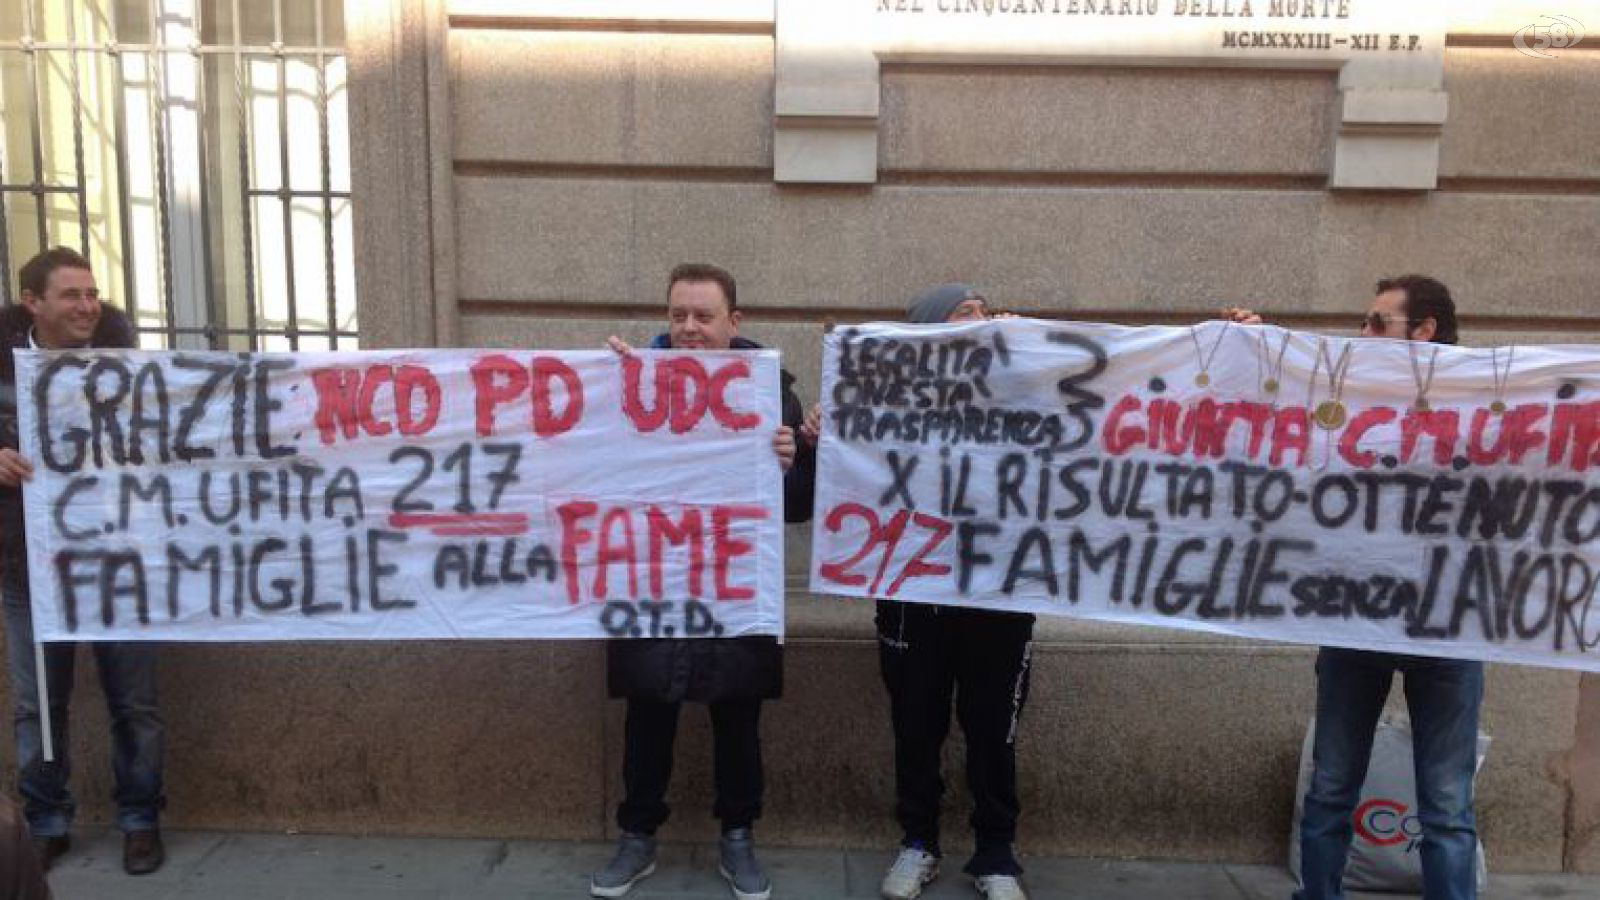 NEL CINQUANTENARIO DELLA MORTE
MCMXXXIII-XII E.F.
58
GRAZIE: NCD PD UDC
C.M. UFITA 217
FAMIGLIE ALLA FAME
O.T.D.
LEGALITA'
ONESTA'
TRASPARENZA
GIUNTA C.M.UFITA
X IL RISULTATO-OTTENUTO
217 FAMIGLIE SENZA LAVORO